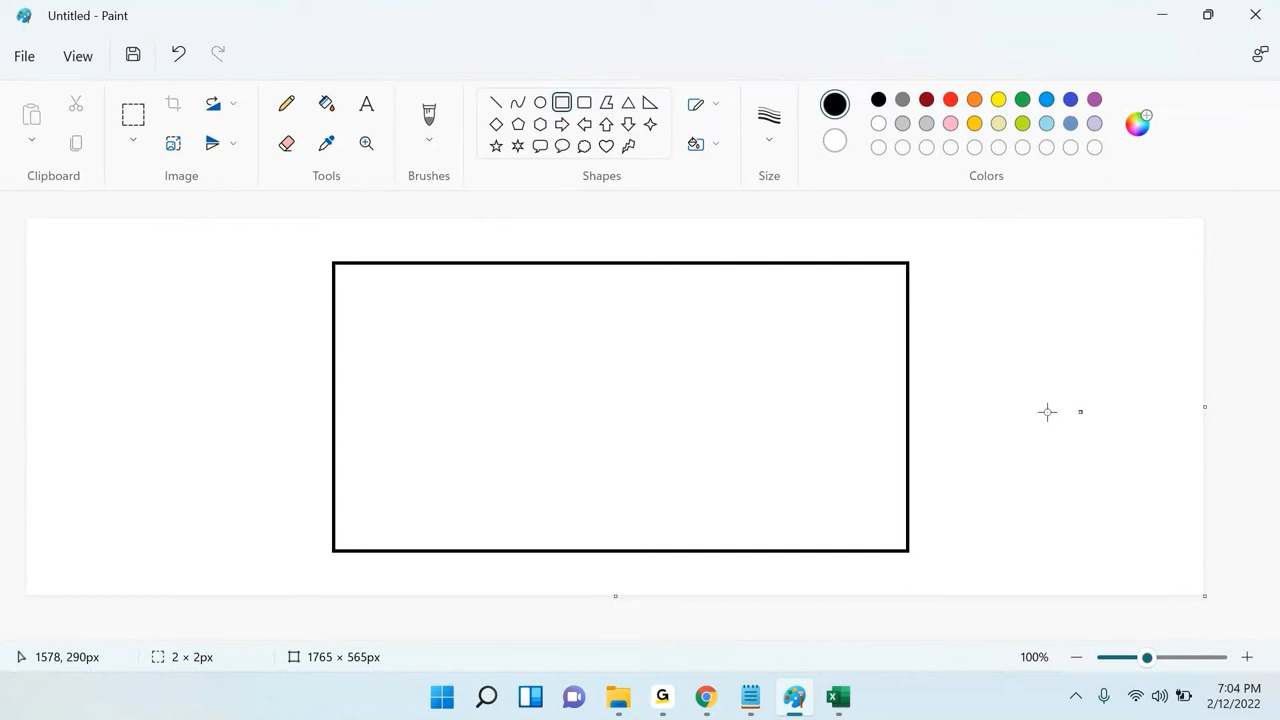 Untitled - Paint
File View
Clipboard Image Tools Brushes Shapes Size Colors
1578, 290px 2 × 2px 1765 × 565px 100%
7:04 PM
2/12/2022